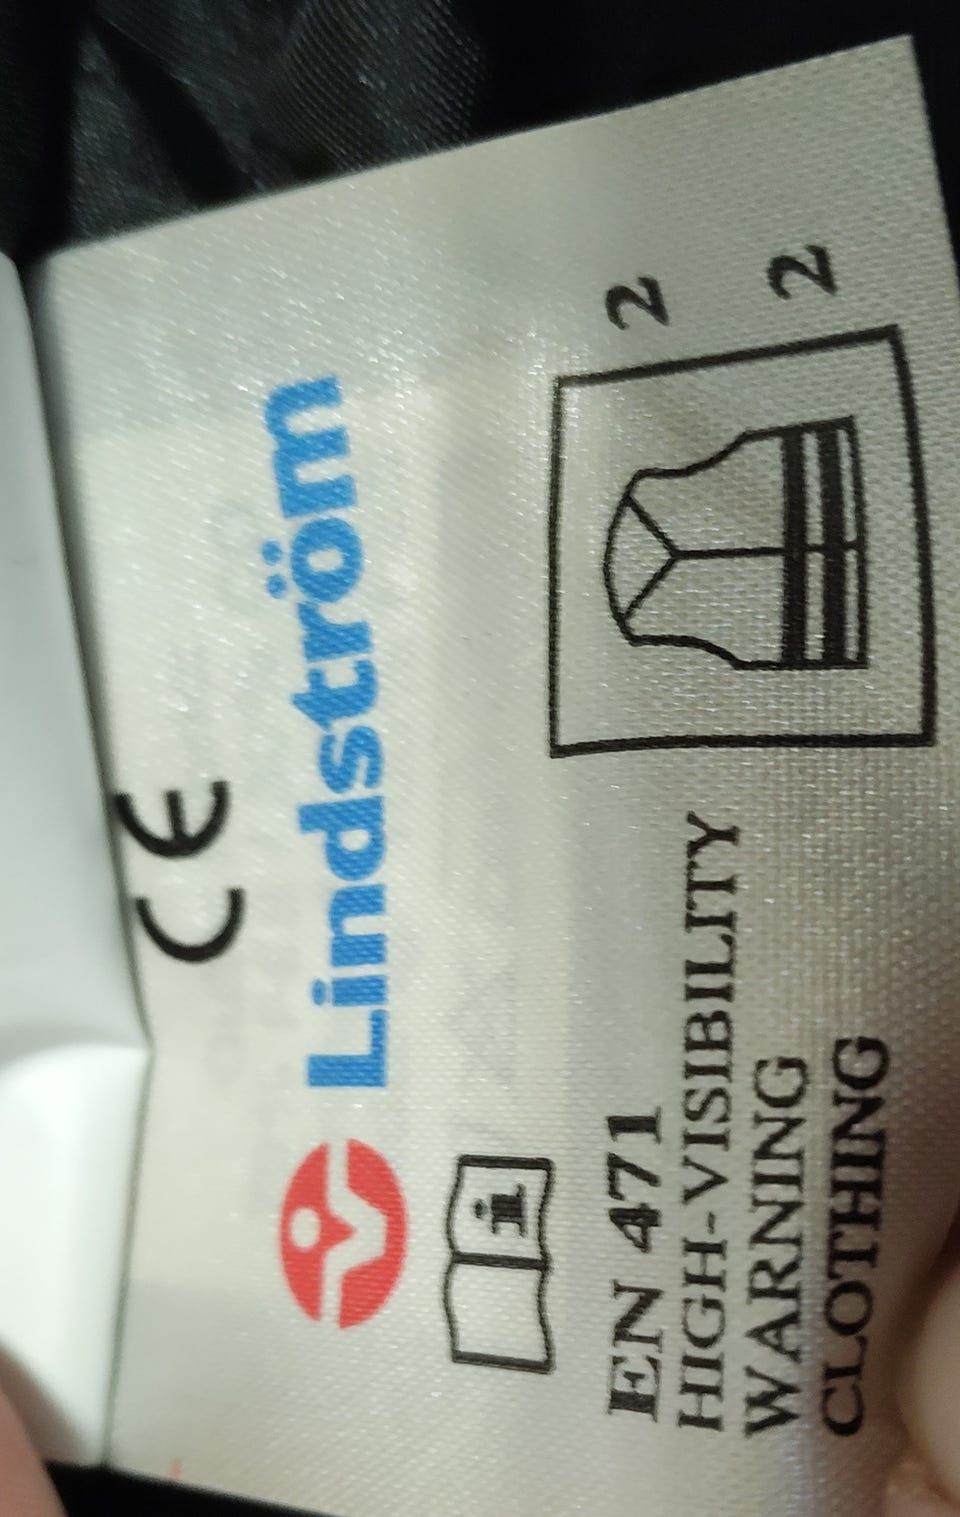 CE
Lindström
i
EN 471
HIGH-VISIBILITY
WARNING
CLOTHING
2
2